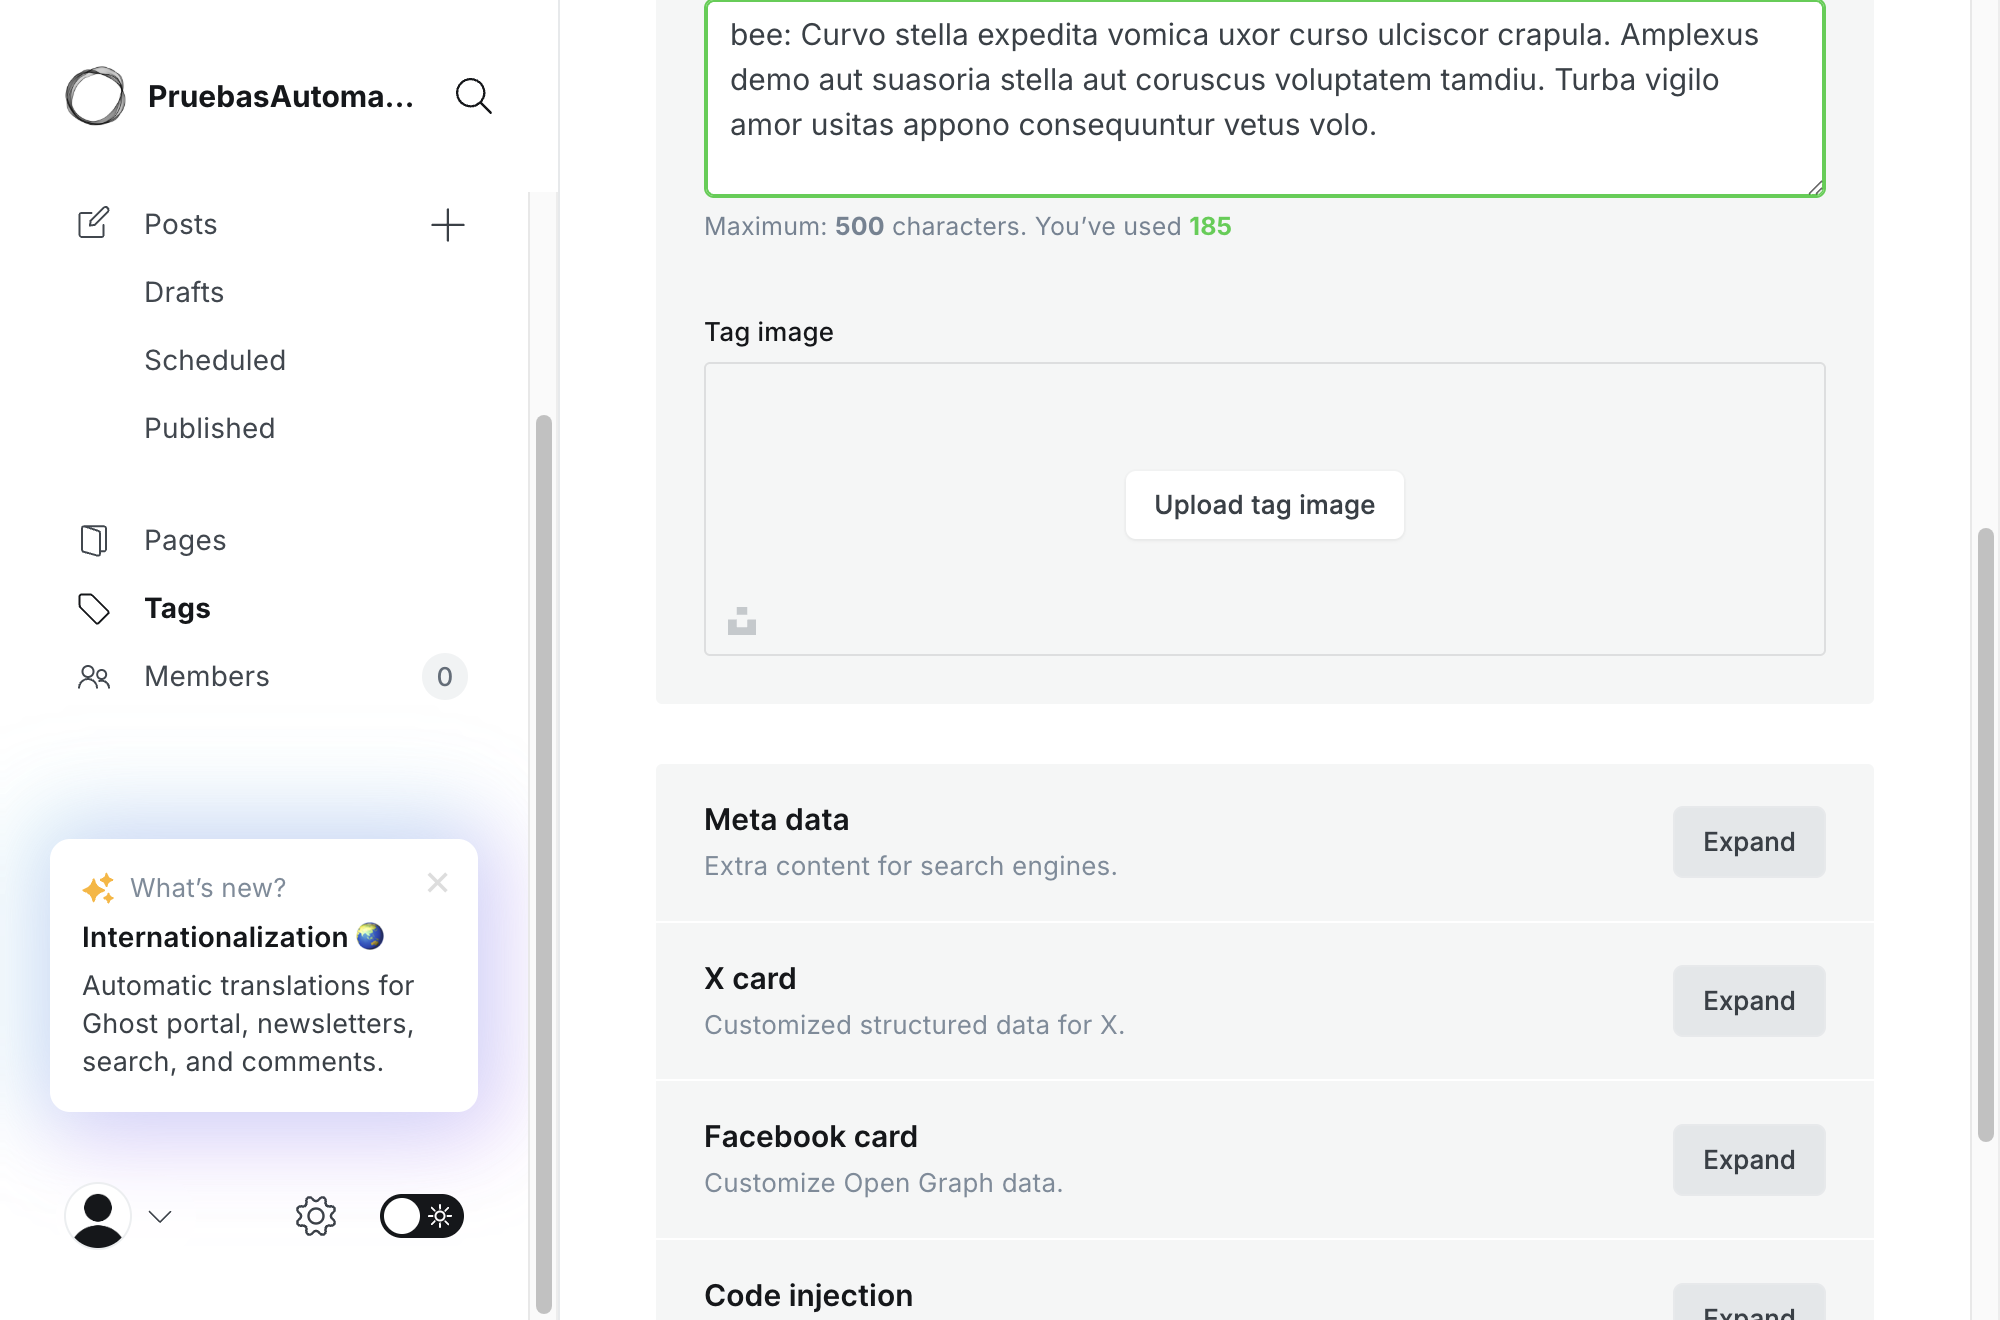 PruebasAutoma...
Posts
Drafts
Scheduled
Published
Pages
Tags
Members
0
What’s new?
Internationalization
Automatic translations for
Ghost portal, newsletters,
search, and comments.
bee: Curvo stella expedita vomica uxor curso ulciscor crapula. Amplexus
demo aut suasoria stella aut coruscus voluptatem tamdiu. Turba vigilo
amor usitas appono consequuntur vetus volo.
Maximum: 500 characters. You’ve used 185
Tag image
Upload tag image
Meta data
Extra content for search engines.
Expand
X card
Customized structured data for X.
Expand
Facebook card
Customize Open Graph data.
Expand
Code injection
Expand